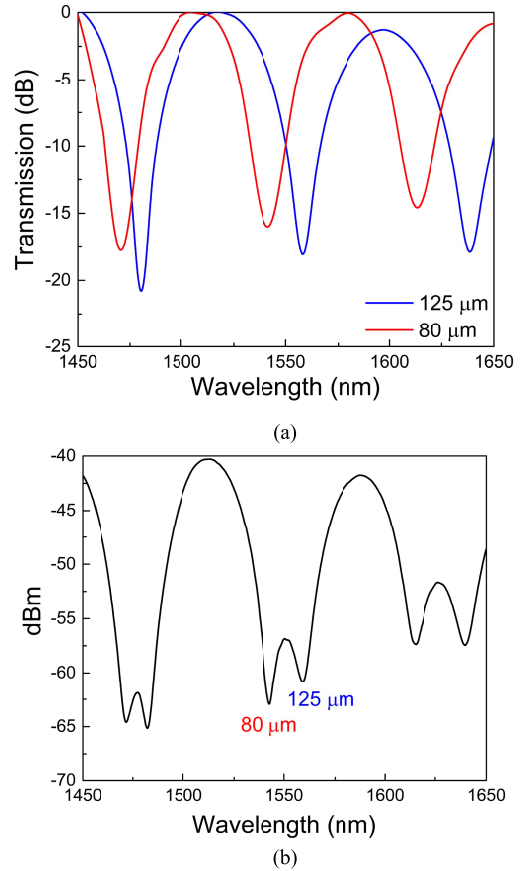 0
-5
-10
-15
-20
-25
Transmission (dB)
125 μm
80 μm
1450 1500 1550 1600 1650
Wavelength (nm)
(a)
-40
-45
-50
-55
-60
-65
-70
dBm
125 μm
80 μm
1450 1500 1550 1600 1650
Wavelength (nm)
(b)